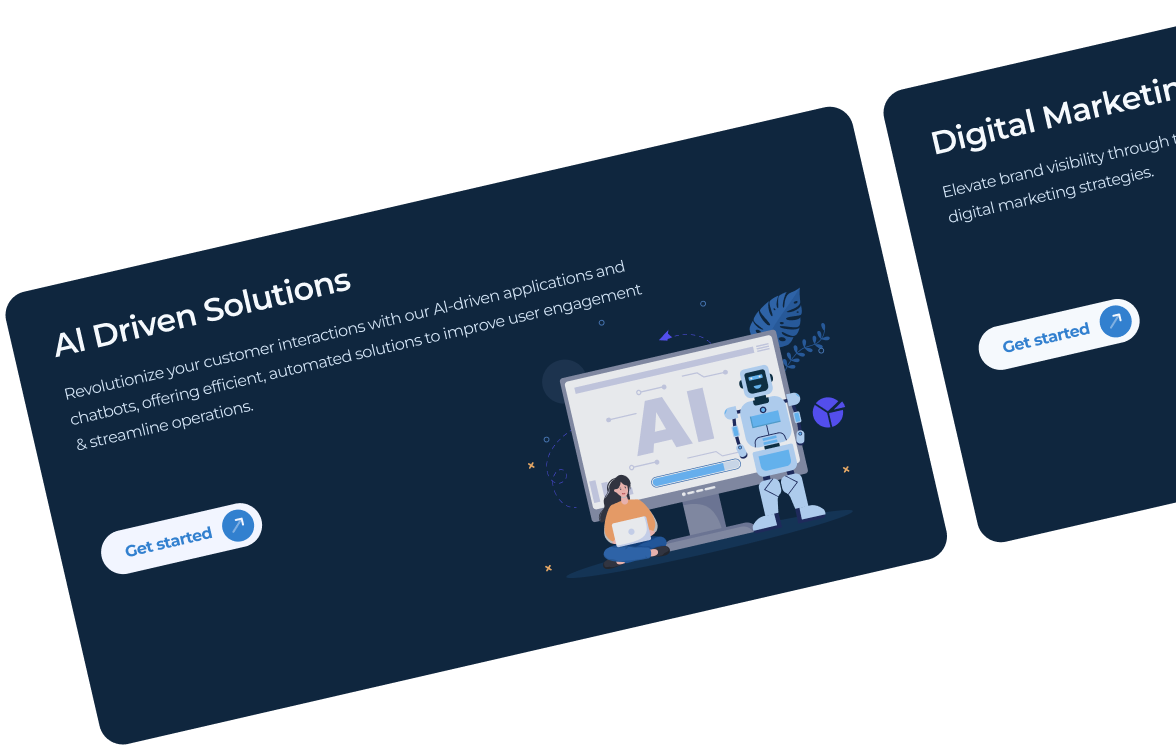 AI Driven Solutions
Revolutionize your customer interactions with our AI-driven applications and
chatbots, offering efficient, automated solutions to improve user engagement
& streamline operations.
Get started
AI
Digital Marketin
Elevate brand visibility through
digital marketing strategies.
Get started